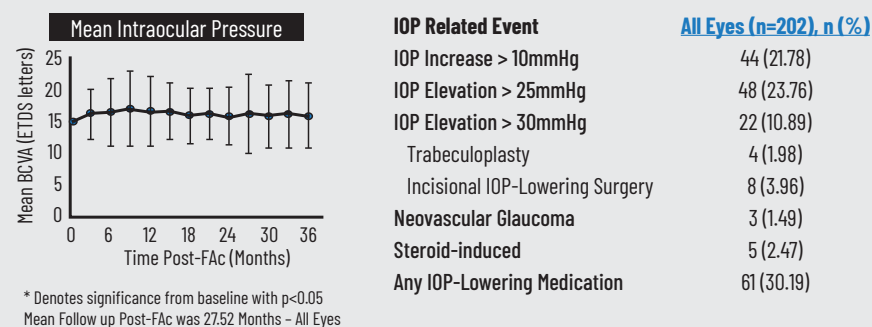 Mean Intraocular Pressure
Mean BCVA (ETDS letters)
25
20
15
10
5
0
0 6 12 18 24 30 36
Time Post-FAc (Months)
* Denotes significance from baseline with p<0.05
Mean Follow up Post-FAc was 27.52 Months – All Eyes
IOP Related Event All Eyes (n=202), n (%)
IOP Increase > 10mmHg 44 (21.78)
IOP Elevation > 25mmHg 48 (23.76)
IOP Elevation > 30mmHg 22 (10.89)
Trabeculoplasty 4 (1.98)
Incisional IOP-Lowering Surgery 8 (3.96)
Neovascular Glaucoma 3 (1.49)
Steroid-induced 5 (2.47)
Any IOP-Lowering Medication 61 (30.19)